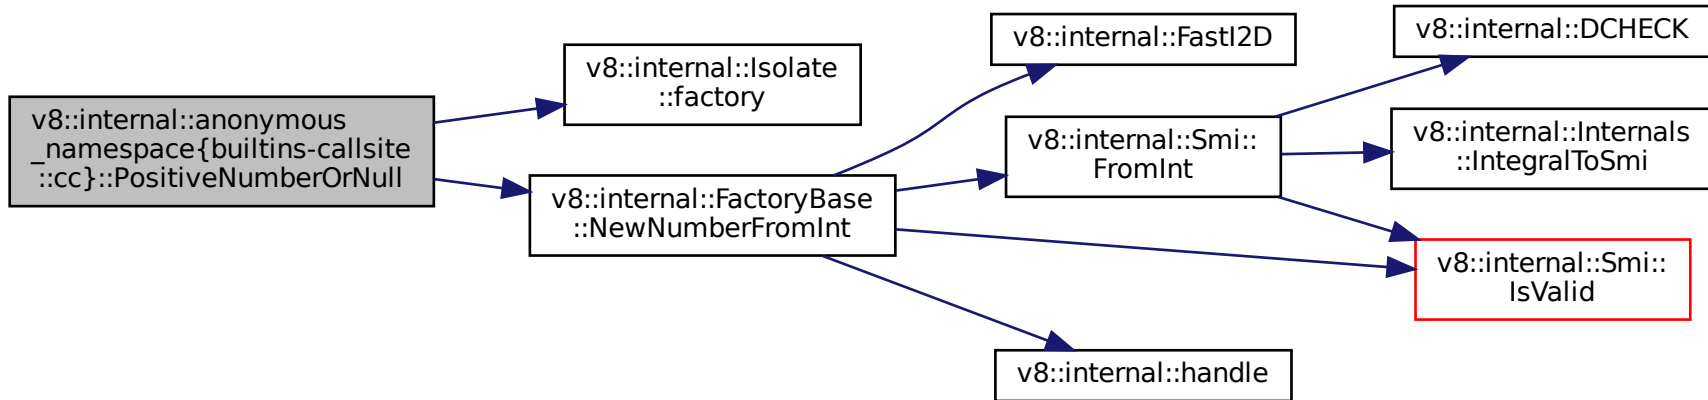 v8::internal::anonymous
_namespace{builtins-callsite
::cc}::PositiveNumberOrNull
v8::internal::Isolate
::factory
v8::internal::FactoryBase
::NewNumberFromInt
v8::internal::FastI2D
v8::internal::Smi::
FromInt
v8::internal::handle
v8::internal::DCHECK
v8::internal::Internals
::IntegralToSmi
v8::internal::Smi::
IsValid